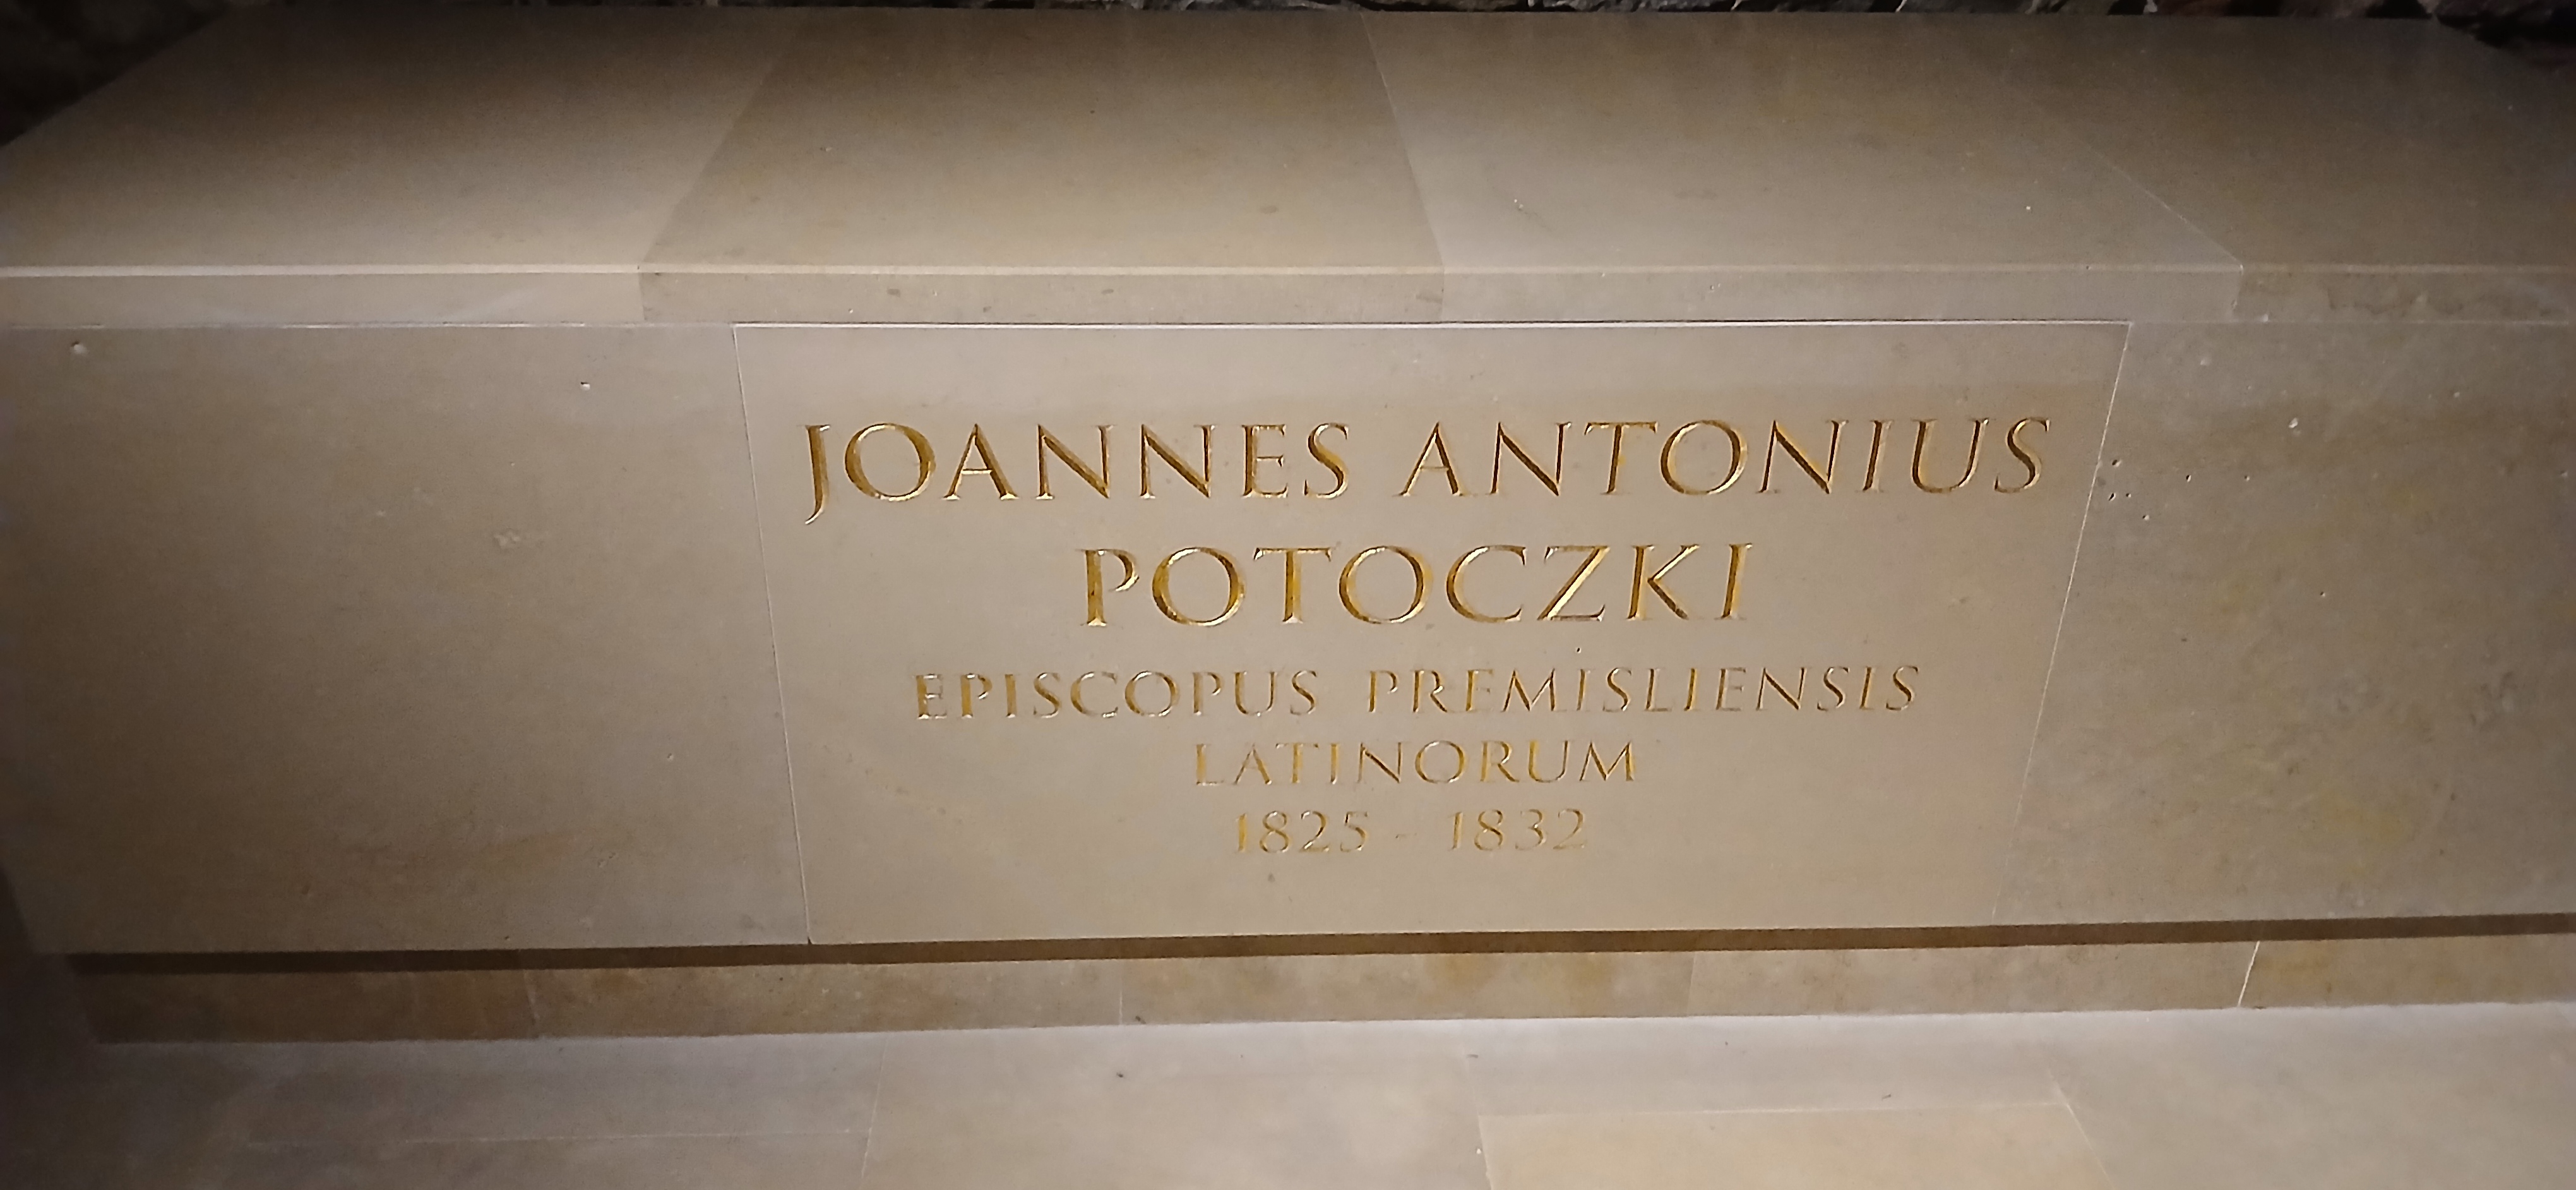 JOANNES ANTONIUS
POTOCZKI
EPISCOPUS PREMISLIENSIS
LATINORUM
1825 - 1832